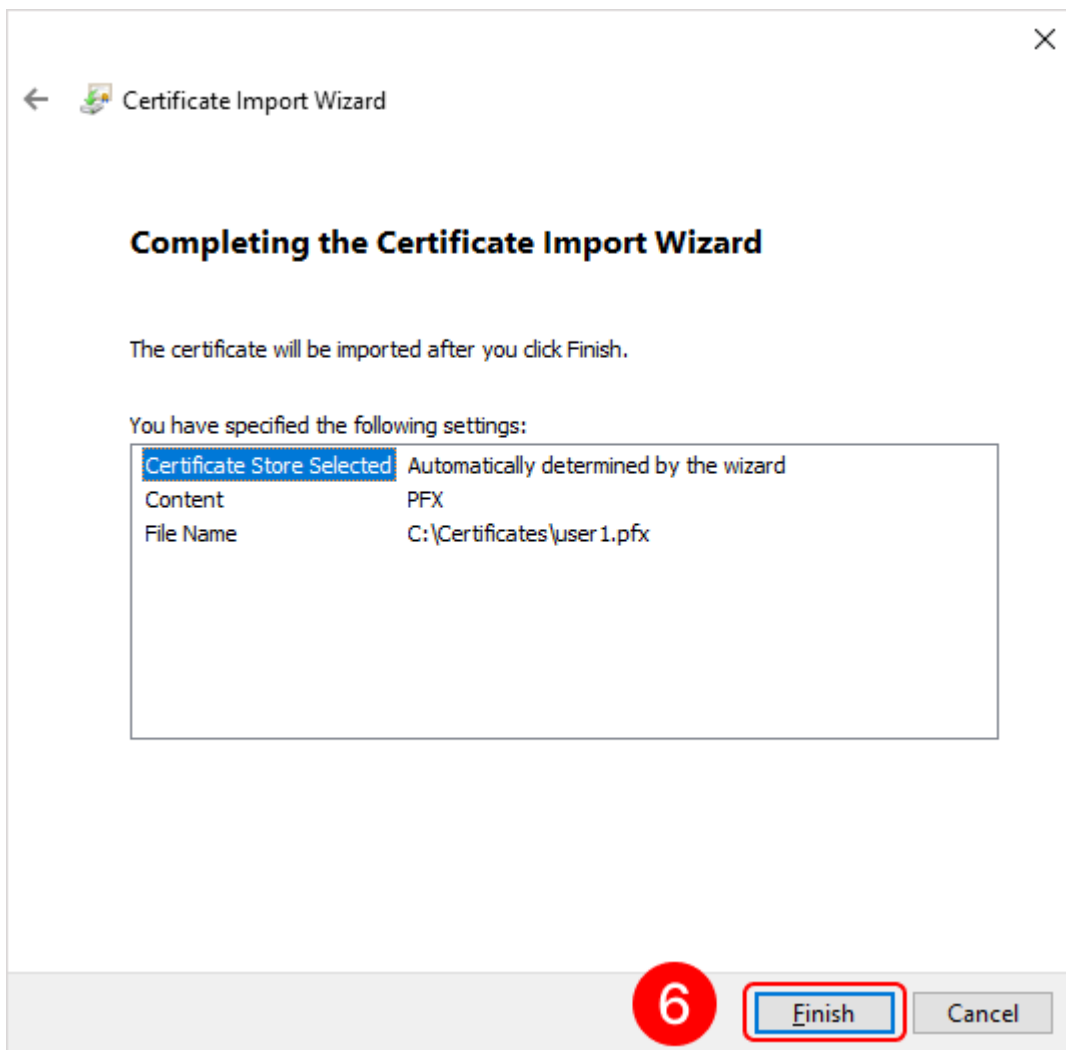 Certificate Import Wizard
Completing the Certificate Import Wizard
The certificate will be imported after you click Finish.
You have specified the following settings:
Certificate Store Selected Automatically determined by the wizard
Content PFX
File Name C:\Certificates\user1.pfx
6 Finish Cancel